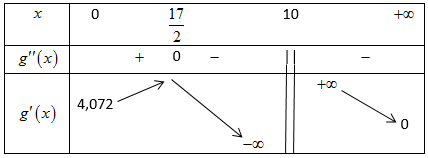 x 0 17/2 10 +∞
g''(x) + 0 − || −
g'(x) 4,072 −∞ +∞ 0